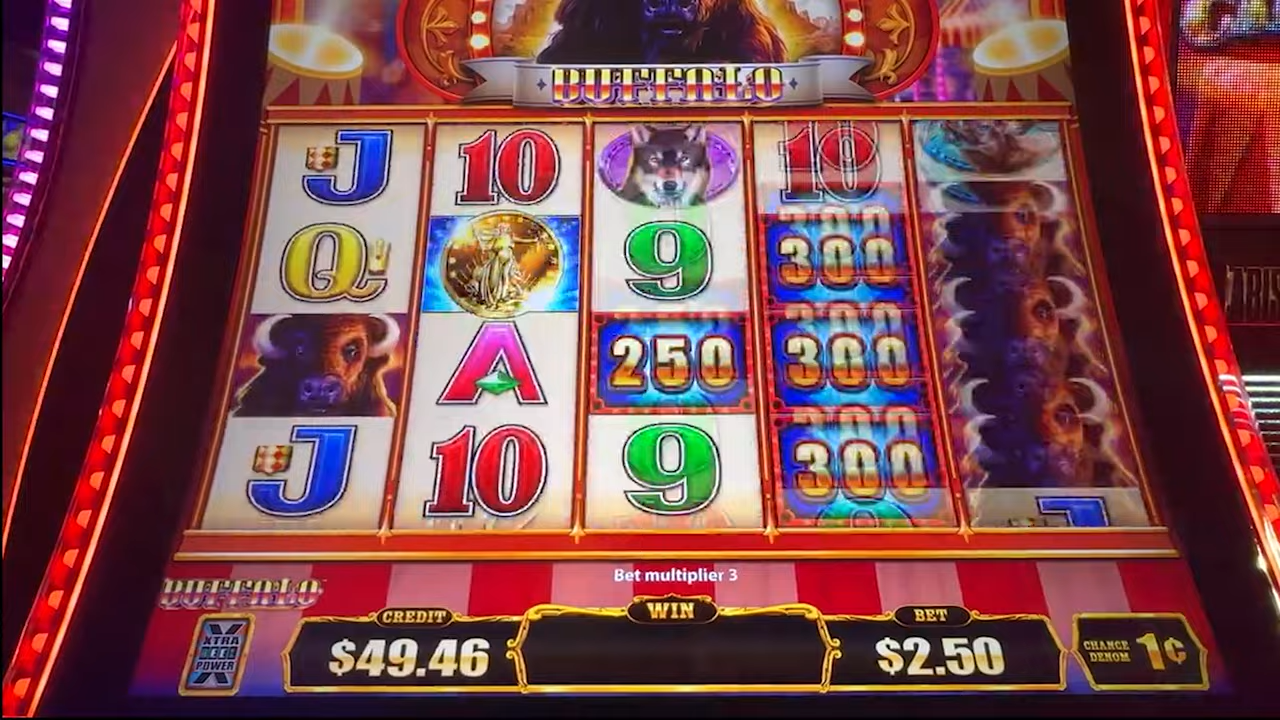 BUFFALO
J 10 10
Q 9 300
A 250 300
J 10 9 300 J
Bet multiplier 3
BUFFALO
CREDIT WIN BET
XTRA REEL POWER $49.46 $2.50 CHANGE DENOM 1¢